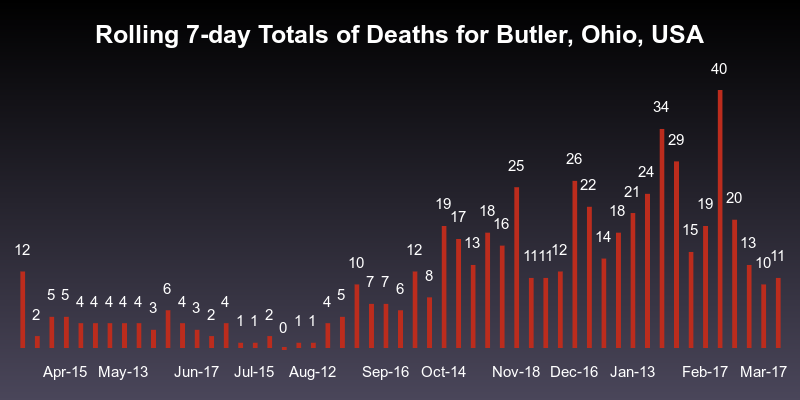 Rolling 7-day Totals of Deaths for Butler, Ohio, USA
12 2 5 5 4 4 4 4 4 3 6 4 3 2 4 1 1 2 0 1 1 4 5 10 7 7 6 12 8 19 17 13 18 16 25 11 11 12 26 22 14 18 21 24 34 29 15 19 40 20 13 10 11
Apr-15 May-13 Jun-17 Jul-15 Aug-12 Sep-16 Oct-14 Nov-18 Dec-16 Jan-13 Feb-17 Mar-17